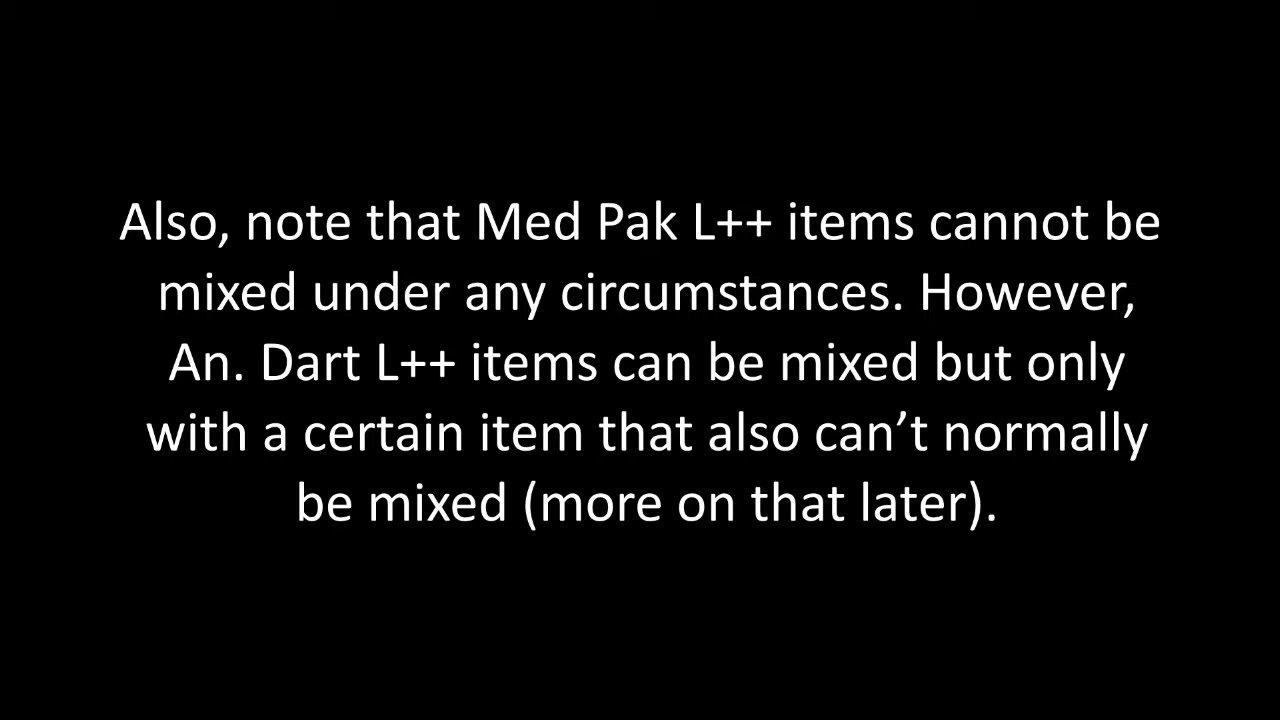 Also, note that Med Pak L++ items cannot be
mixed under any circumstances. However,
An. Dart L++ items can be mixed but only
with a certain item that also can’t normally
be mixed (more on that later).